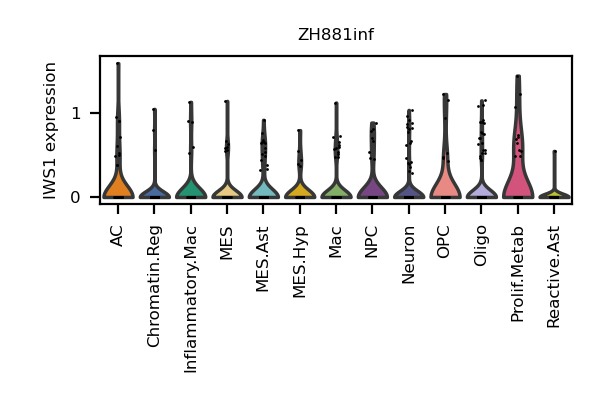 ZH881inf
IWS1 expression
1
0
AC
Chromatin.Reg
Inflammatory.Mac
MES
MES.Ast
MES.Hyp
Mac
NPC
Neuron
OPC
Oligo
Prolif.Metab
Reactive.Ast